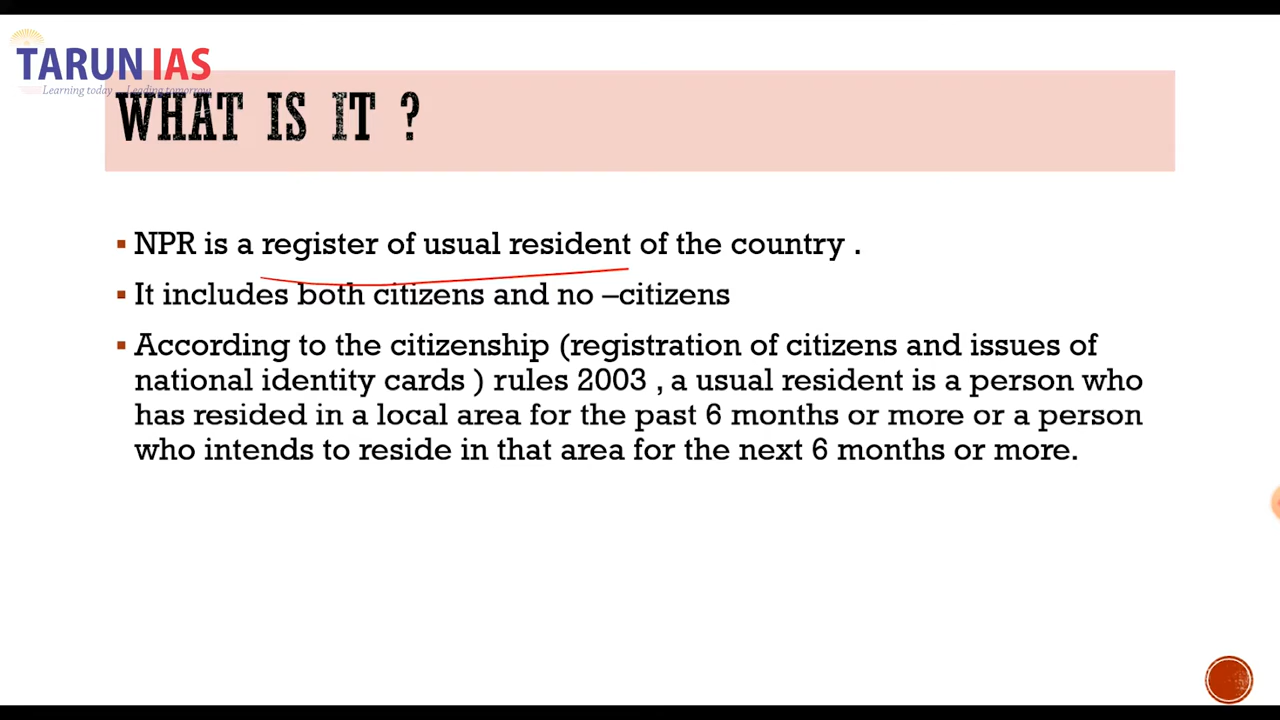 TARUN IAS
Learning today Leading tomorrow
WHAT IS IT ?
NPR is a register of usual resident of the country .
It includes both citizens and no –citizens
According to the citizenship (registration of citizens and issues of
national identity cards ) rules 2003 , a usual resident is a person who
has resided in a local area for the past 6 months or more or a person
who intends to reside in that area for the next 6 months or more.